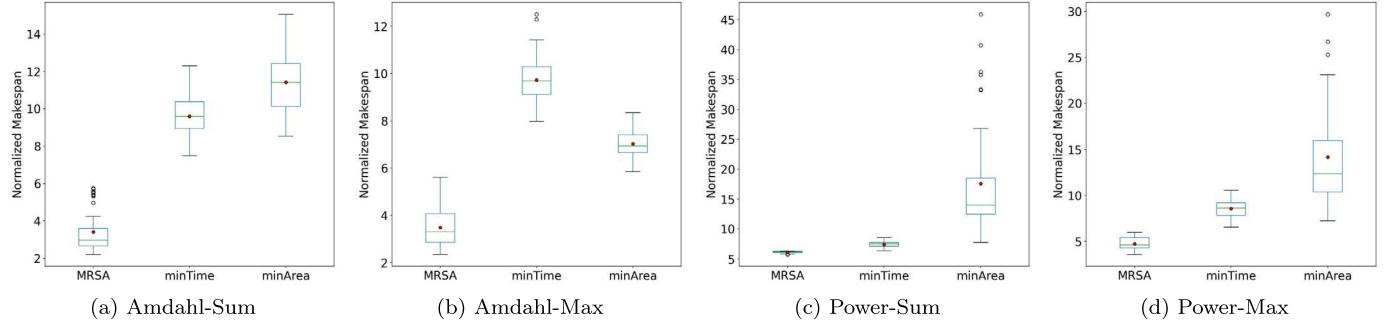 Normalized Makespan
14
12
10
8
6
4
2
MRSA minTime minArea
(a) Amdahl-Sum
Normalized Makespan
12
10
8
6
4
2
MRSA minTime minArea
(b) Amdahl-Max
Normalized Makespan
45
40
35
30
25
20
15
10
5
MRSA minTime minArea
(c) Power-Sum
Normalized Makespan
30
25
20
15
10
5
MRSA minTime minArea
(d) Power-Max